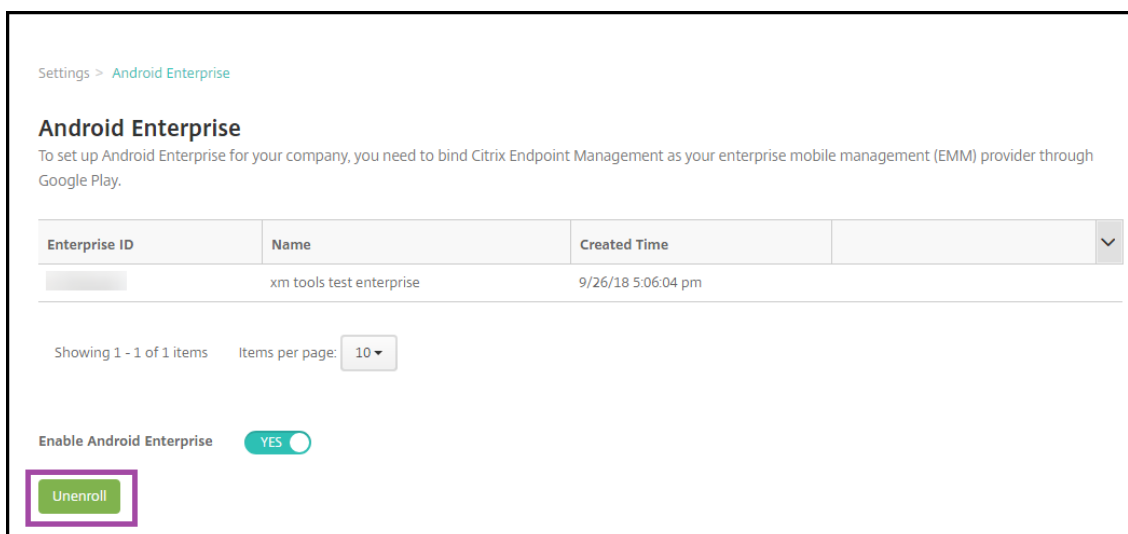 Settings > Android Enterprise
Android Enterprise
To set up Android Enterprise for your company, you need to bind Citrix Endpoint Management as your enterprise mobile management (EMM) provider through
Google Play.
Enterprise ID Name Created Time
xm tools test enterprise 9/26/18 5:06:04 pm
Showing 1 - 1 of 1 items Items per page: 10
Enable Android Enterprise YES
Unenroll